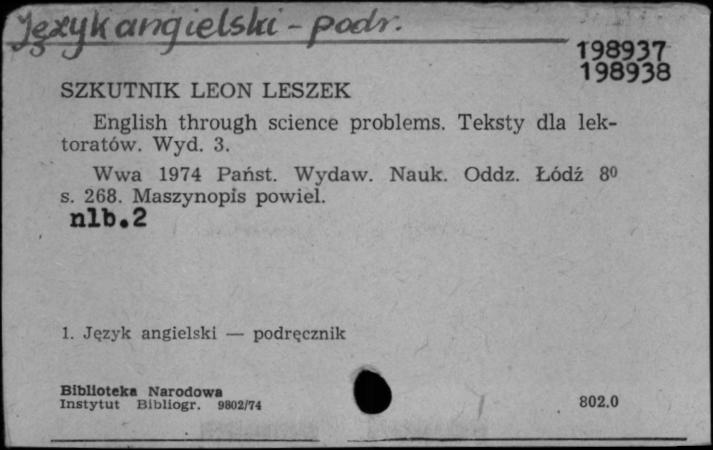 Język angielski - podr.
198937
198938
SZKUTNIK LEON LESZEK
English through science problems. Teksty dla lek-
toratów. Wyd. 3.
Wwa 1974 Państ. Wydaw. Nauk. Oddz. Łódź 8⁰
s. 268. Maszynopis powiel.
nlb.2
1. Język angielski — podręcznik
Biblioteka Narodowa
Instytut Bibliogr. 9802/74
802.0